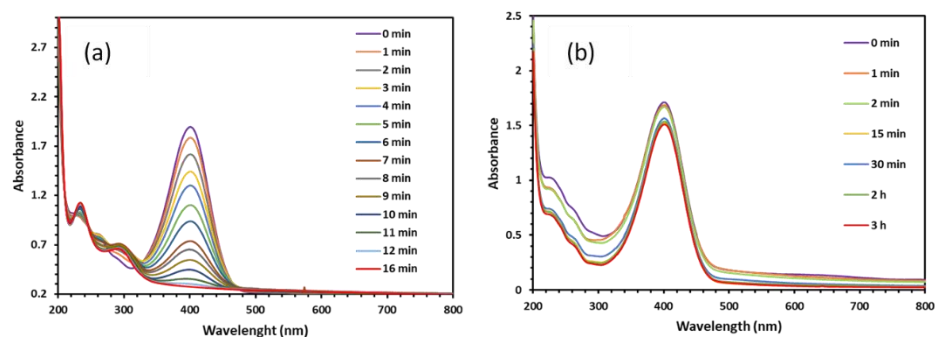 (a)
Absorbance
2.7
2.2
1.7
1.2
0.7
0.2
200
300
400
500
600
700
800
Wavelenght (nm)
0 min
1 min
2 min
3 min
4 min
5 min
6 min
7 min
8 min
9 min
10 min
11 min
12 min
16 min
(b)
Absorbance
2.5
2
1.5
1
0.5
0
200
300
400
500
600
700
800
Wavelength (nm)
0 min
1 min
2 min
15 min
30 min
2 h
3 h